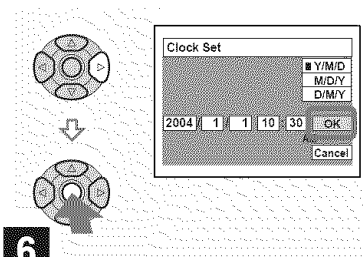 Clock Set
Y/M/D
M/D/Y
D/M/Y
2004 / 1 / 1 10 : 30 OK
Cancel
6